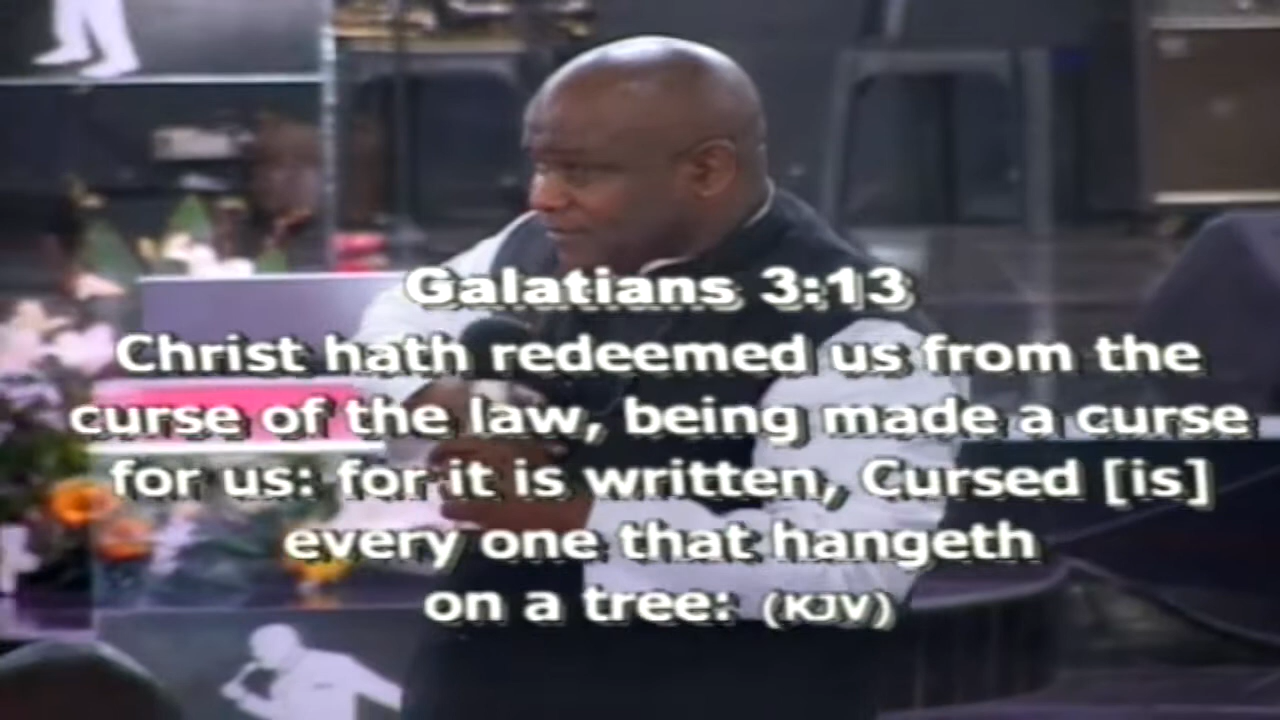 Galatians 3:13
Christ hath redeemed us from the
curse of the law, being made a curse
for us: for it is written, Cursed [is]
every one that hangeth
on a tree: (KJV)